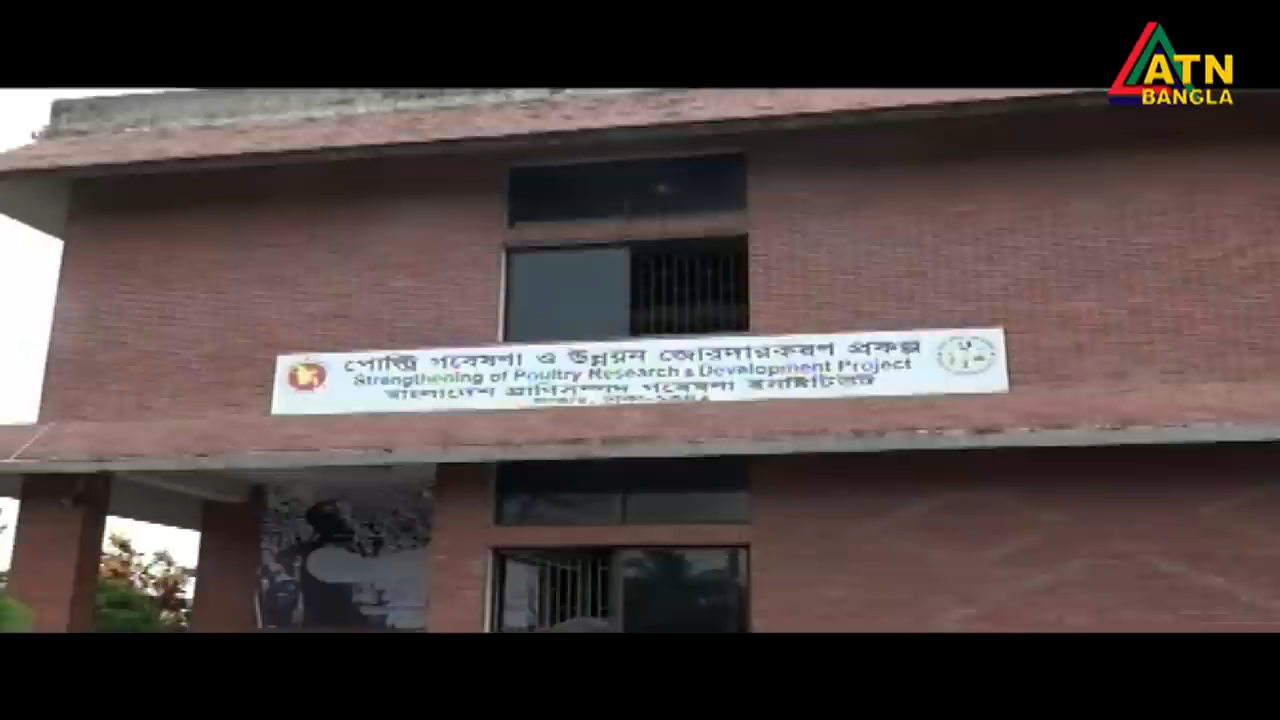 ATN
BANGLA
পোল্ট্রি গবেষণা ও উন্নয়ন জোরদারকরণ প্রকল্প
Strengthening of Poultry Research & Development Project
বাংলাদেশ প্রাণিসম্পদ গবেষণা ইনস্টিটিউট